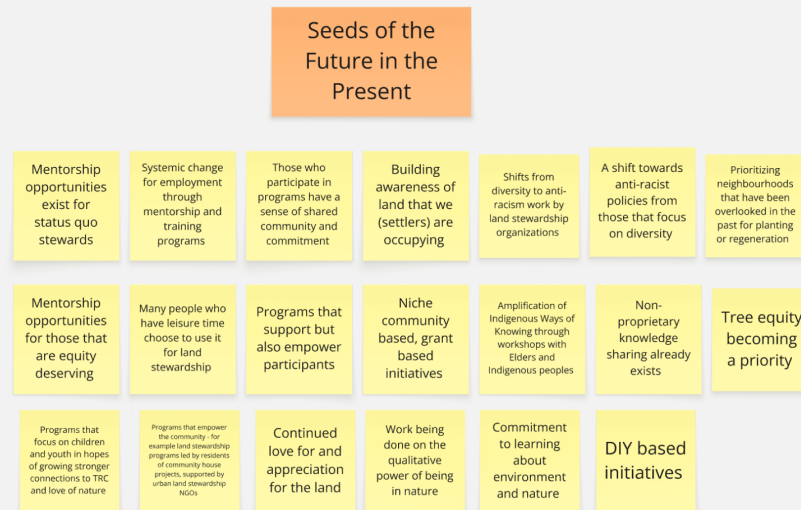 Seeds of the
Future in the
Present
Mentorship
opportunities
exist for
status quo
stewards
Systemic change
for employment
through
mentorship and
training
programs
Those who
participate in
programs have a
sense of shared
community and
commitment
Building
awareness of
land that we
(settlers) are
occupying
Shifts from
diversity to anti-
racism work by
land stewardship
organizations
A shift towards
anti-racist
policies from
those that focus
on diversity
Prioritizing
neighbourhoods
that have been
overlooked in the
past for planting
or regeneration
Mentorship
opportunities
for those that
are equity
deserving
Many people who
have leisure time
choose to use it
for land
stewardship
Programs that
support but
also empower
participants
Niche
community
based, grant
based
initiatives
Amplification of
Indigenous Ways of
Knowing through
workshops with
Elders and
Indigenous peoples
Non-
proprietary
knowledge
sharing already
exists
Tree equity
becoming
a priority
Programs that
focus on children
and youth in hopes
of growing stronger
connections to TRC
and love of nature
Programs that empower
the community - for
example land stewardship
programs led by residents
of community house
projects, supported by
urban land stewardship
NGOs
Continued
love for and
appreciation
for the land
Work being
done on the
qualitative
power of being
in nature
Commitment
to learning
about
environment
and nature
DIY based
initiatives